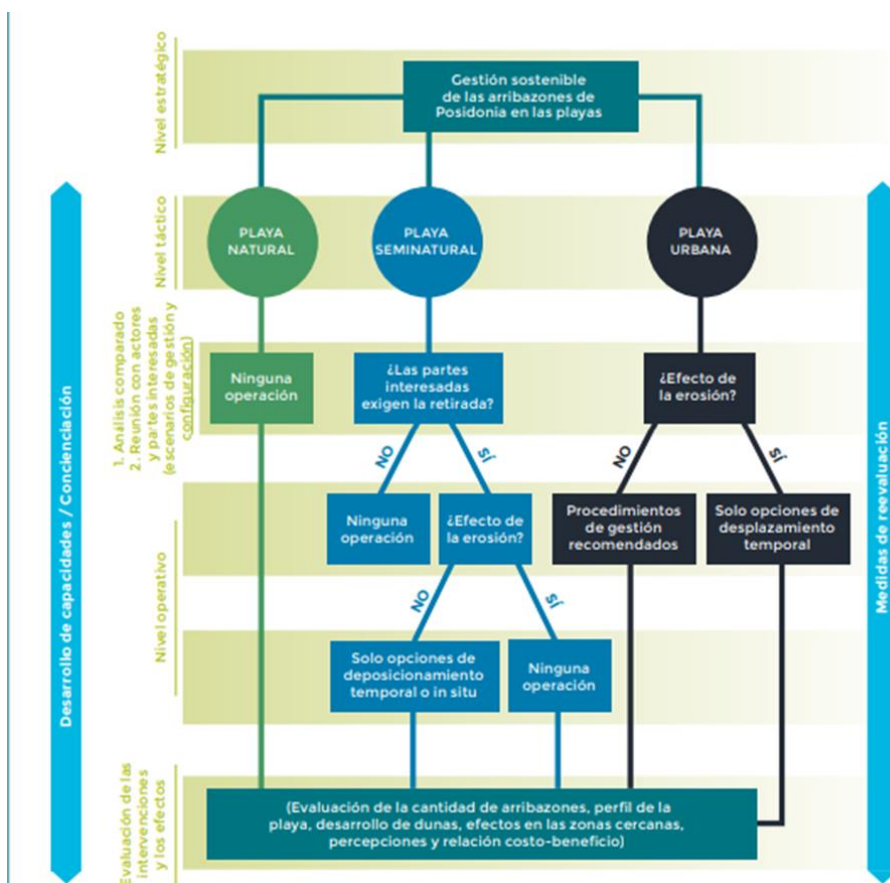 Nivel estratégico
Gestión sostenible
de las arribazones de
Posidonia en las playas
Nivel táctico
PLAYA
NATURAL
PLAYA
SEMINATURAL
PLAYA
URBANA
Desarrollo de capacidades / Concienciación
Medidas de reevaluación
1. Análisis comparado
2. Reunión con actores
y partes interesadas
(escenarios de gestión y
configuración)
Ninguna
operación
¿Las partes
interesadas
exigen la retirada?
¿Efecto de
la erosión?
NO
SÍ
NO
SÍ
Nivel operativo
Ninguna
operación
¿Efecto de
la erosión?
Procedimientos
de gestión
recomendados
Solo opciones de
desplazamiento
temporal
NO
SÍ
Solo opciones de
deposicionamiento
temporal o in situ
Ninguna
operación
Evaluación de las
intervenciones
y los efectos
(Evaluación de la cantidad de arribazones, perfil de la
playa, desarrollo de dunas, efectos en las zonas cercanas,
percepciones y relación costo-beneficio)